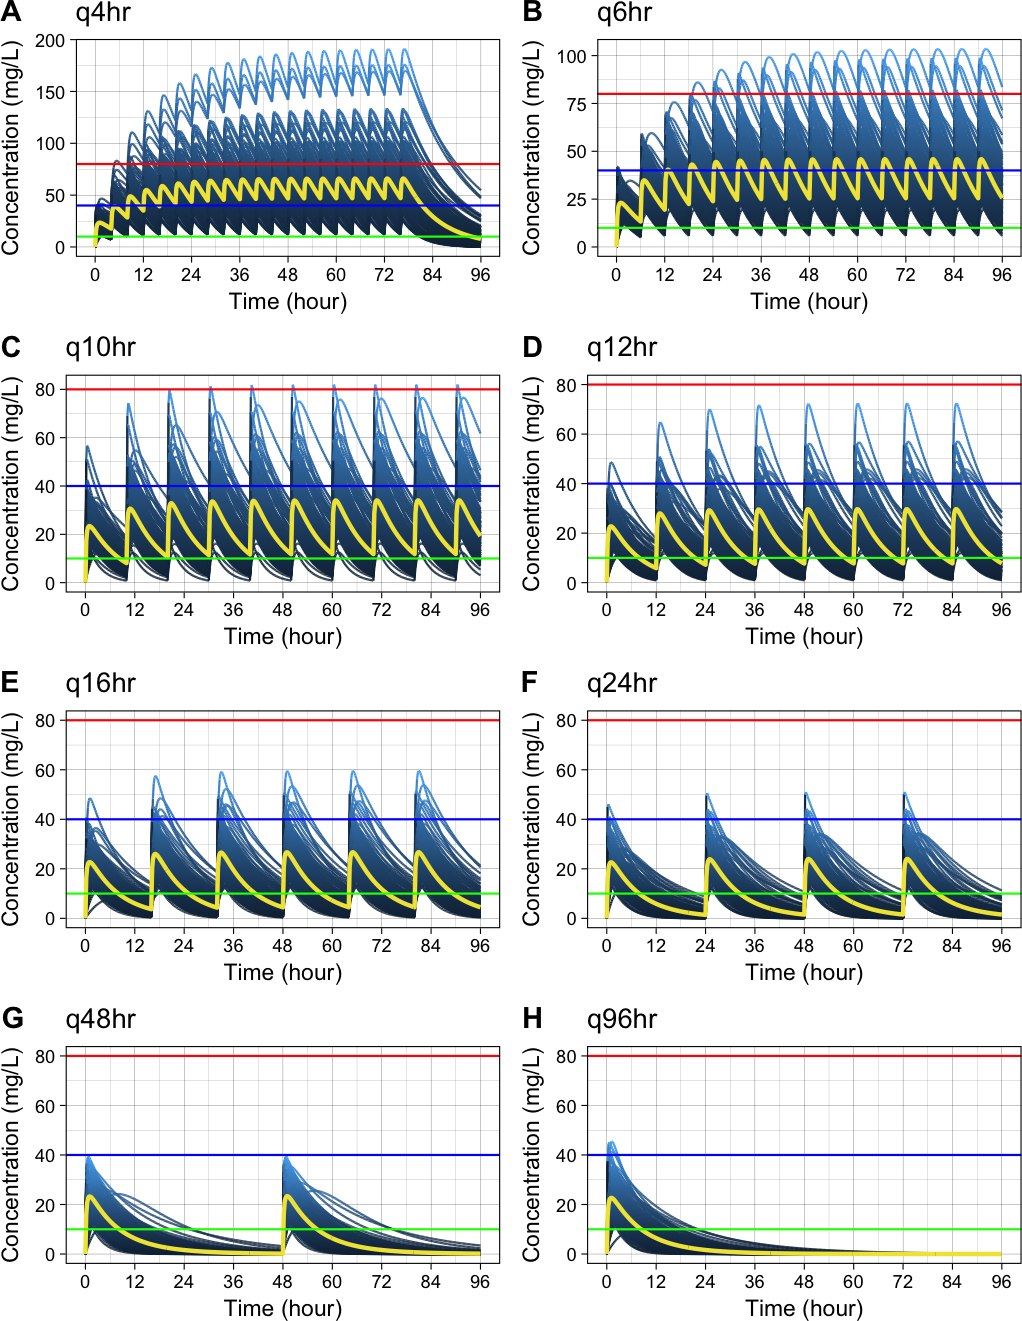 A q4hr
Concentration (mg/L)
200
150
100
50
0
0 12 24 36 48 60 72 84 96
Time (hour)
B q6hr
Concentration (mg/L)
100
75
50
25
0
0 12 24 36 48 60 72 84 96
Time (hour)
C q10hr
Concentration (mg/L)
80
60
40
20
0
0 12 24 36 48 60 72 84 96
Time (hour)
D q12hr
Concentration (mg/L)
80
60
40
20
0
0 12 24 36 48 60 72 84 96
Time (hour)
E q16hr
Concentration (mg/L)
80
60
40
20
0
0 12 24 36 48 60 72 84 96
Time (hour)
F q24hr
Concentration (mg/L)
80
60
40
20
0
0 12 24 36 48 60 72 84 96
Time (hour)
G q48hr
Concentration (mg/L)
80
60
40
20
0
0 12 24 36 48 60 72 84 96
Time (hour)
H q96hr
Concentration (mg/L)
80
60
40
20
0
0 12 24 36 48 60 72 84 96
Time (hour)